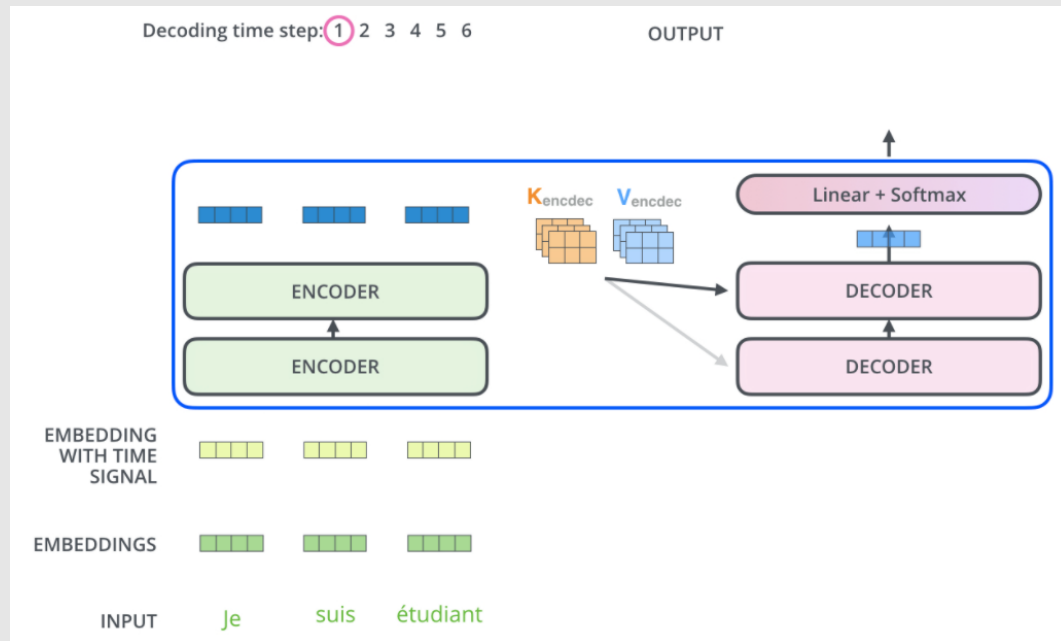 Decoding time step: 1 2 3 4 5 6
OUTPUT
Kencdec
Vencdec
Linear + Softmax
ENCODER
DECODER
ENCODER
DECODER
EMBEDDING
WITH TIME
SIGNAL
EMBEDDINGS
INPUT
Je
suis
étudiant